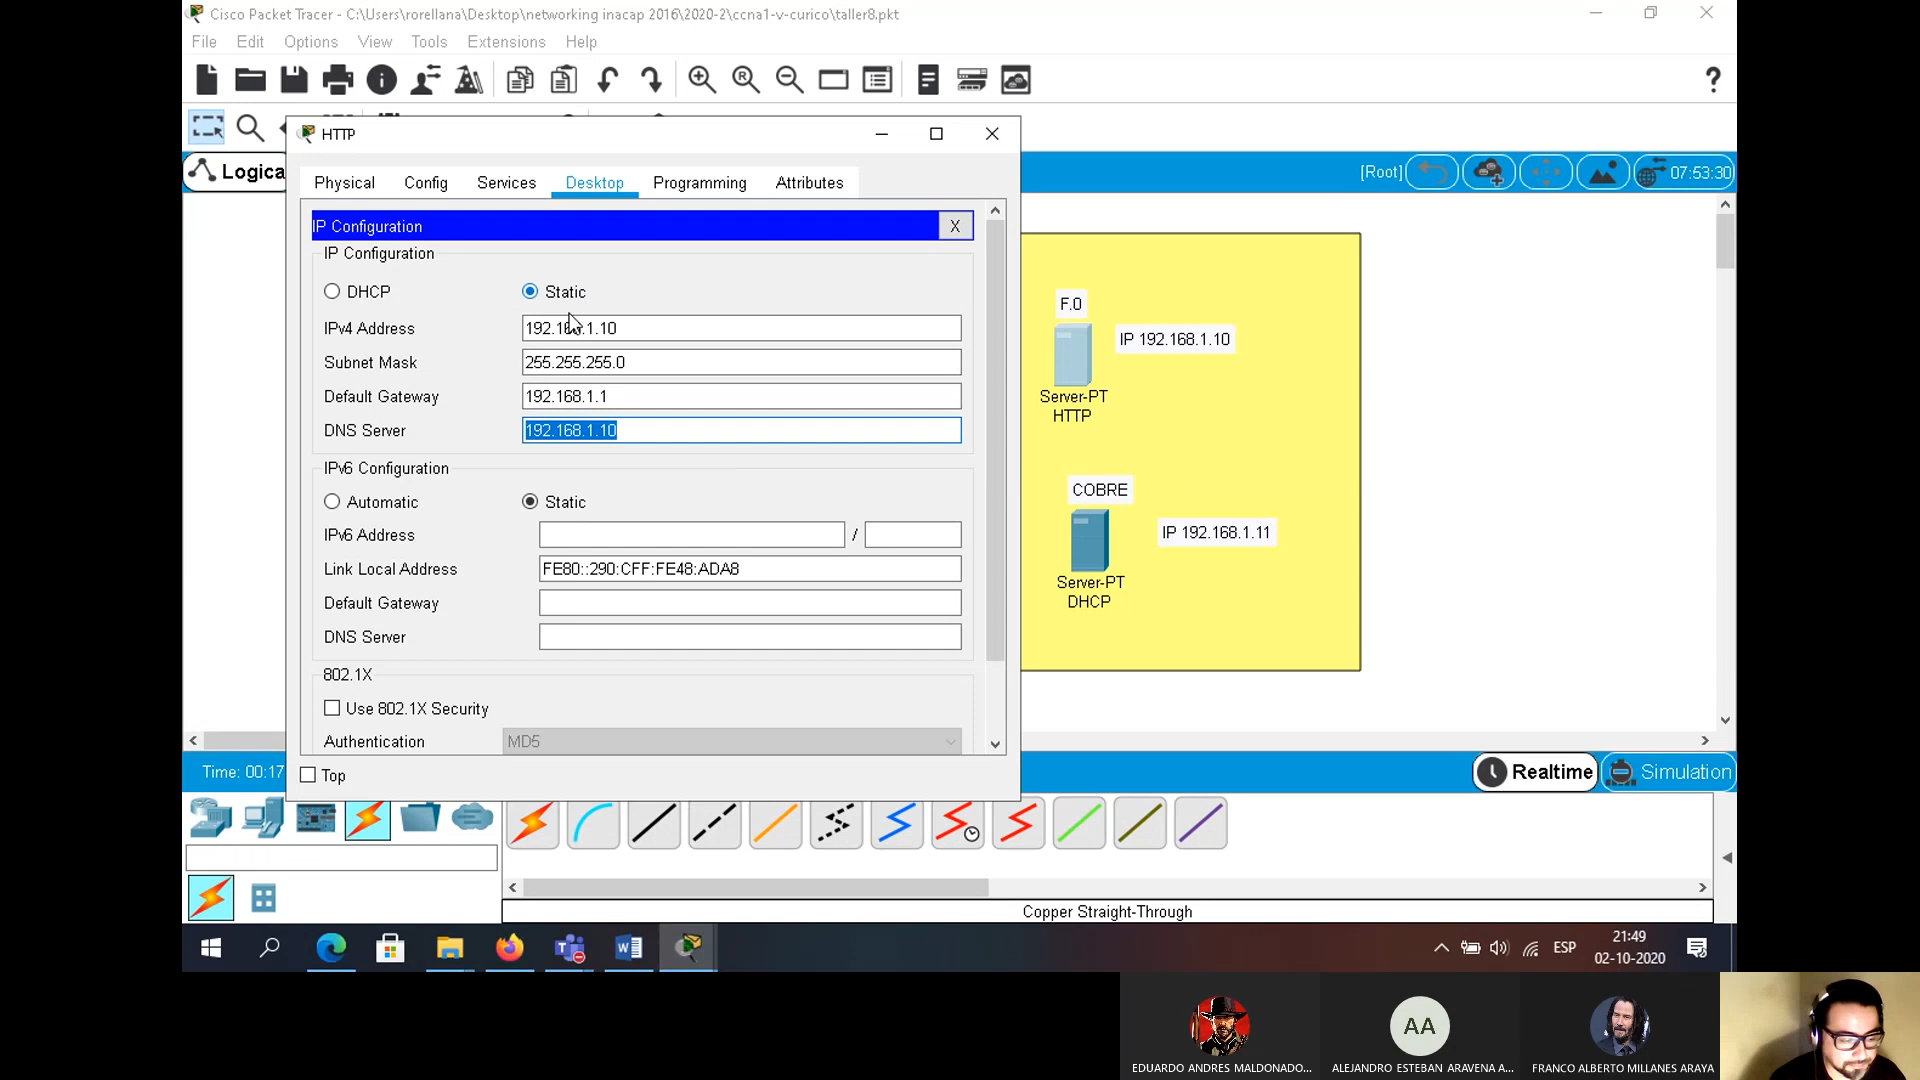 Cisco Packet Tracer - C:\Users\rorellana\Desktop\networking inacap 2016\2020-2\ccna1-v-curico\taller8.pkt
File Edit Options View Tools Extensions Help
HTTP
Logica
[Root]
07:53:30
Physical Config Services Desktop Programming Attributes
IP Configuration
X
IP Configuration
DHCP
Static
IPv4 Address
192.168.1.10
Subnet Mask
255.255.255.0
Default Gateway
192.168.1.1
DNS Server
192.168.1.10
IPv6 Configuration
Automatic
Static
IPv6 Address
/
Link Local Address
FE80::290:CFF:FE48:ADA8
Default Gateway
DNS Server
802.1X
Use 802.1X Security
Authentication
MD5
Top
F.0
IP 192.168.1.10
Server-PT
HTTP
COBRE
IP 192.168.1.11
Server-PT
DHCP
Time: 00:17
Realtime
Simulation
Copper Straight-Through
ESP
21:49
02-10-2020
AA
EDUARDO ANDRES MALDONADO...
ALEJANDRO ESTEBAN ARAVENA A...
FRANCO ALBERTO MILLANES ARAYA